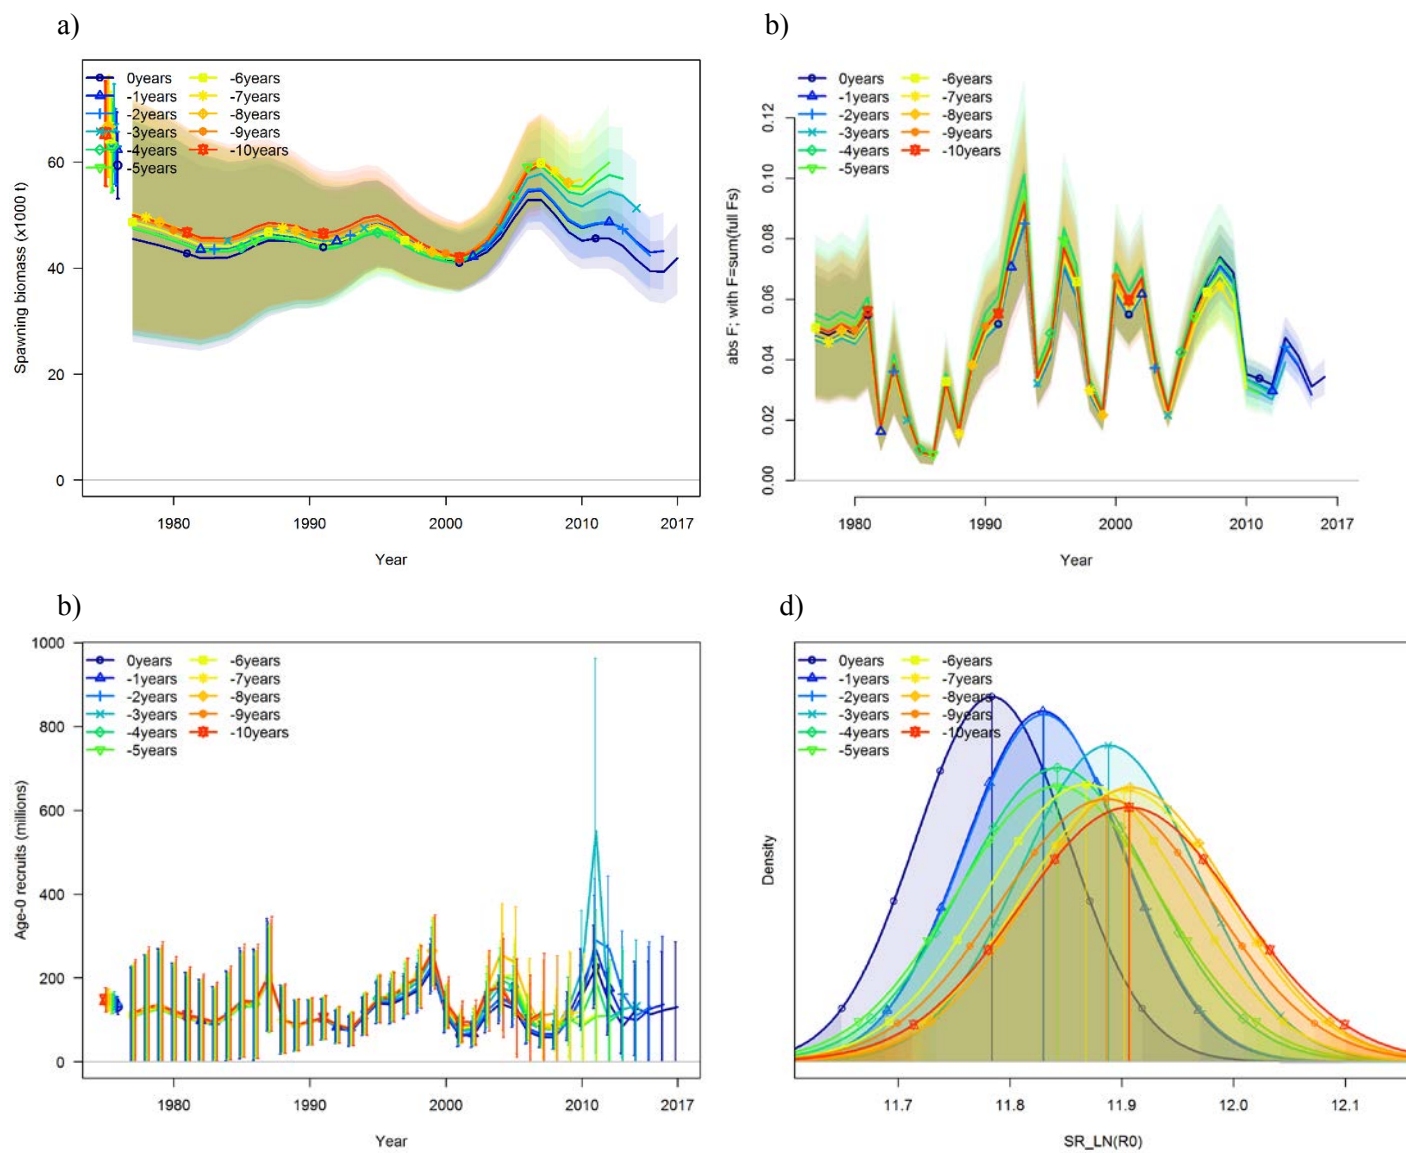 a)
0years -6years
-1years -7years
-2years -8years
-3years -9years
-4years -10years
-5years
Spawning biomass (x1000 t)
60
40
20
0
1980 1990 2000 2010 2017
Year
b)
0years -6years
-1years -7years
-2years -8years
-3years -9years
-4years -10years
-5years
abs F; with F=sum(full Fs)
0.12
0.10
0.08
0.06
0.04
0.02
0.00
1980 1990 2000 2010 2017
Year
b)
0years -6years
-1years -7years
-2years -8years
-3years -9years
-4years -10years
-5years
Age-0 recruits (millions)
1000
800
600
400
200
0
1980 1990 2000 2010 2017
Year
d)
0years -6years
-1years -7years
-2years -8years
-3years -9years
-4years -10years
-5years
Density
11.7 11.8 11.9 12.0 12.1
SR_LN(R0)